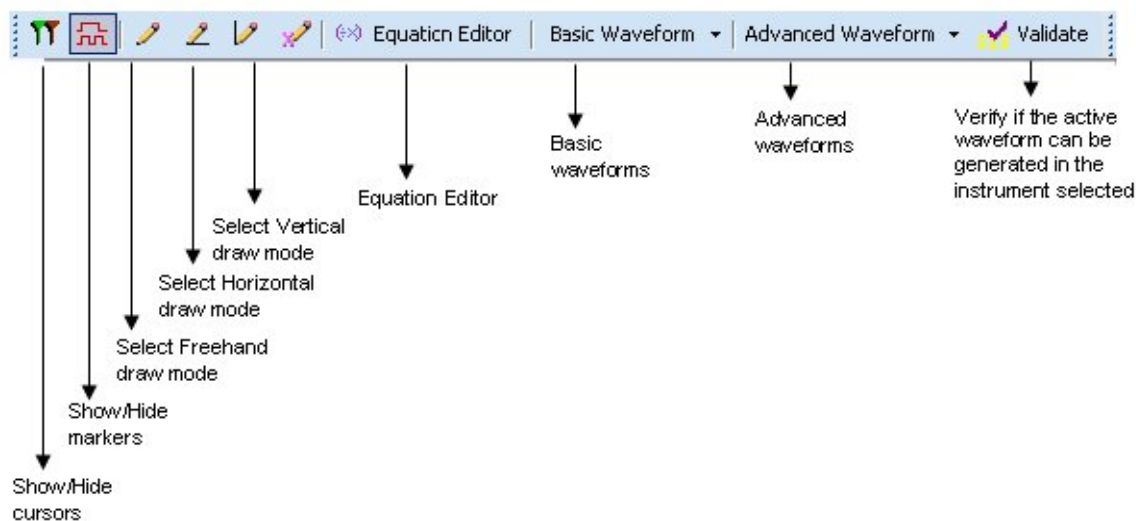 (=x) Equation Editor Basic Waveform Advanced Waveform Validate
Verify if the active
waveform can be
generated in the
instrument selected
Advanced
waveforms
Basic
waveforms
Equation Editor
Select Vertical
draw mode
Select Horizontal
draw mode
Select Freehand
draw mode
Show/Hide
markers
Show/Hide
cursors